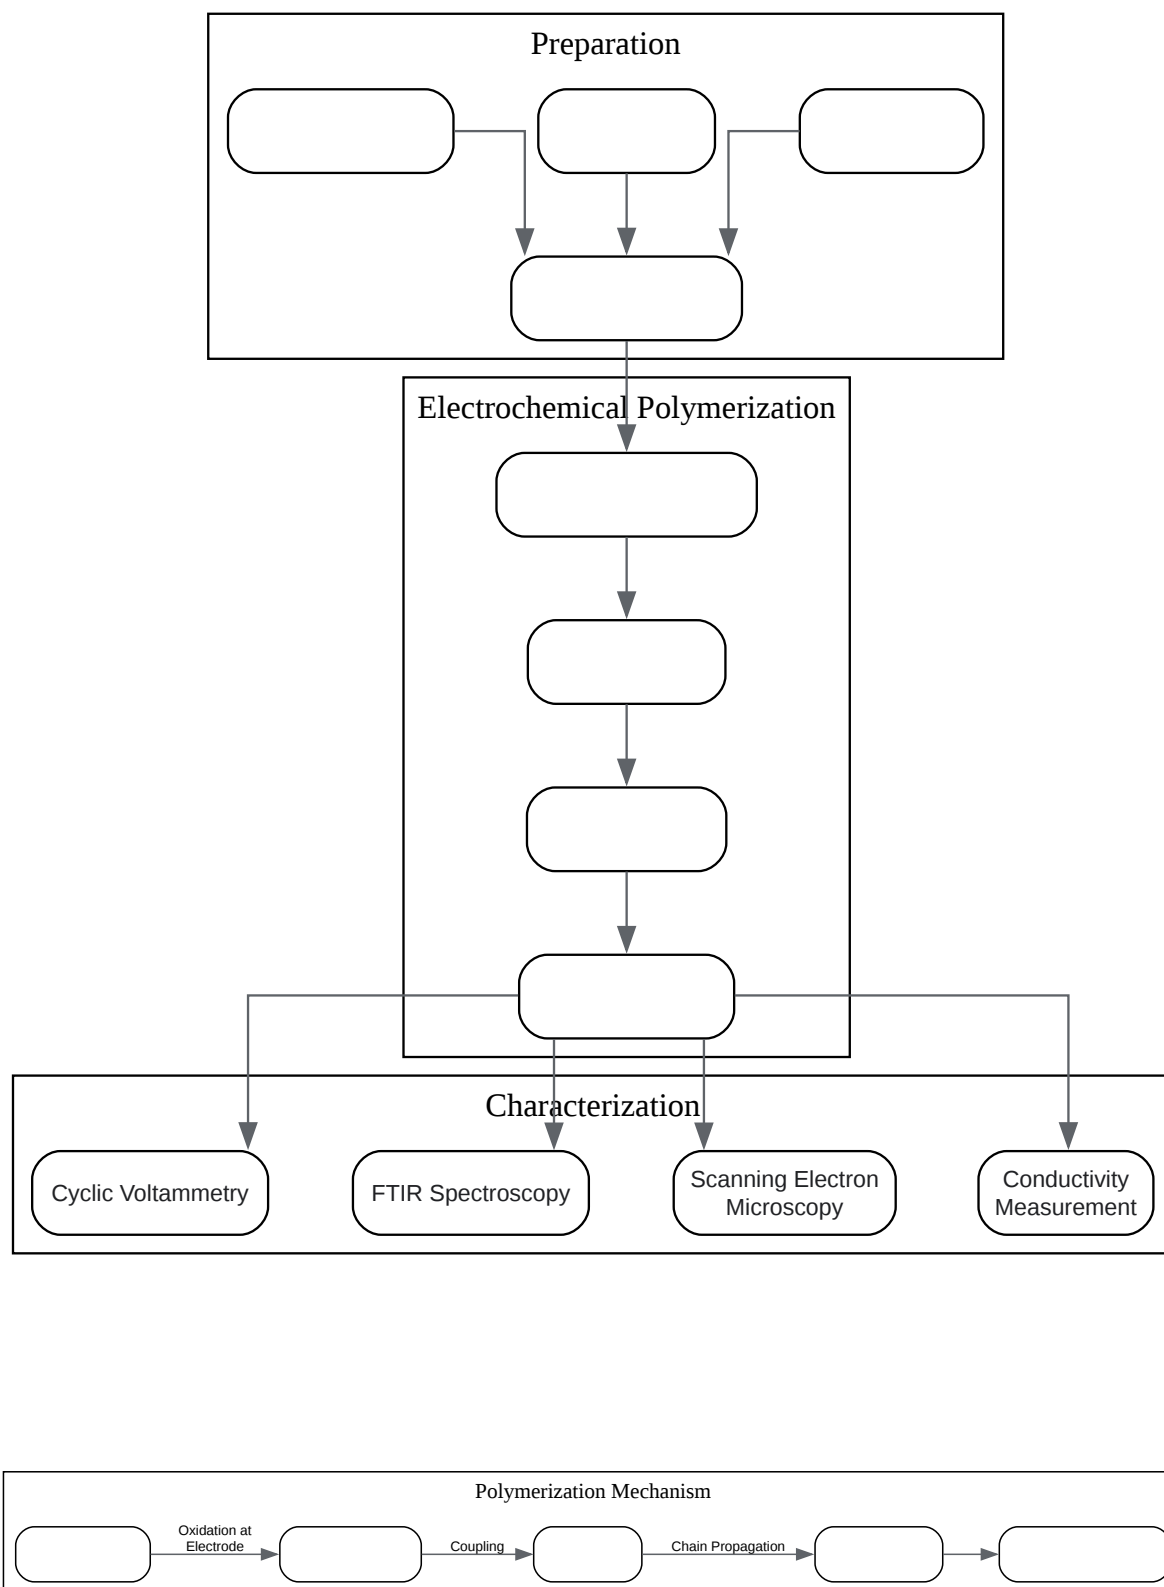 Preparation
Electrochemical Polymerization
Characterization
Cyclic Voltammetry
FTIR Spectroscopy
Scanning Electron
Microscopy
Conductivity
Measurement
Polymerization Mechanism
Oxidation at
Electrode
Coupling
Chain Propagation